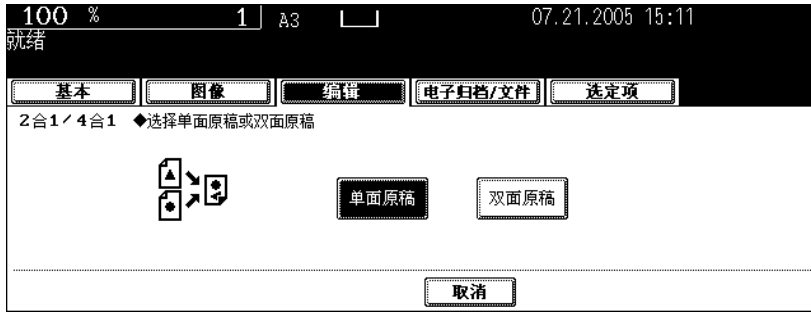 100 % 1 A3 07.21.2005 15:11
就绪
基本 图像 编辑 电子归档/文件 选定项
2合1/4合1 ◆选择单面原稿或双面原稿
单面原稿 双面原稿
取消